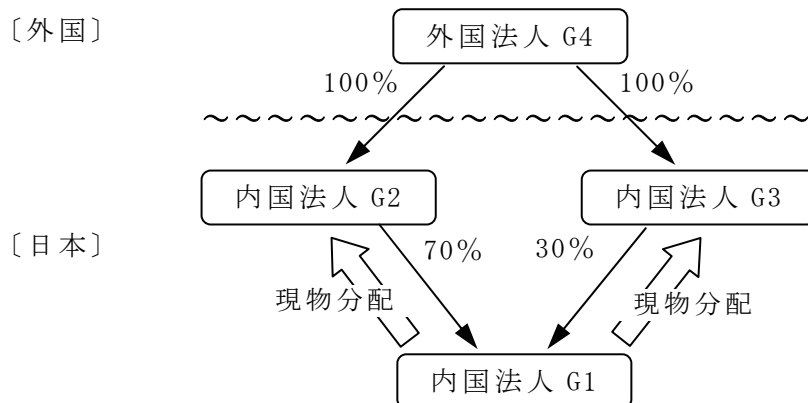 〔外国〕
外国法人 G4
100%
100%
内国法人 G2
内国法人 G3
〔日本〕
70%
30%
現物分配
現物分配
内国法人 G1